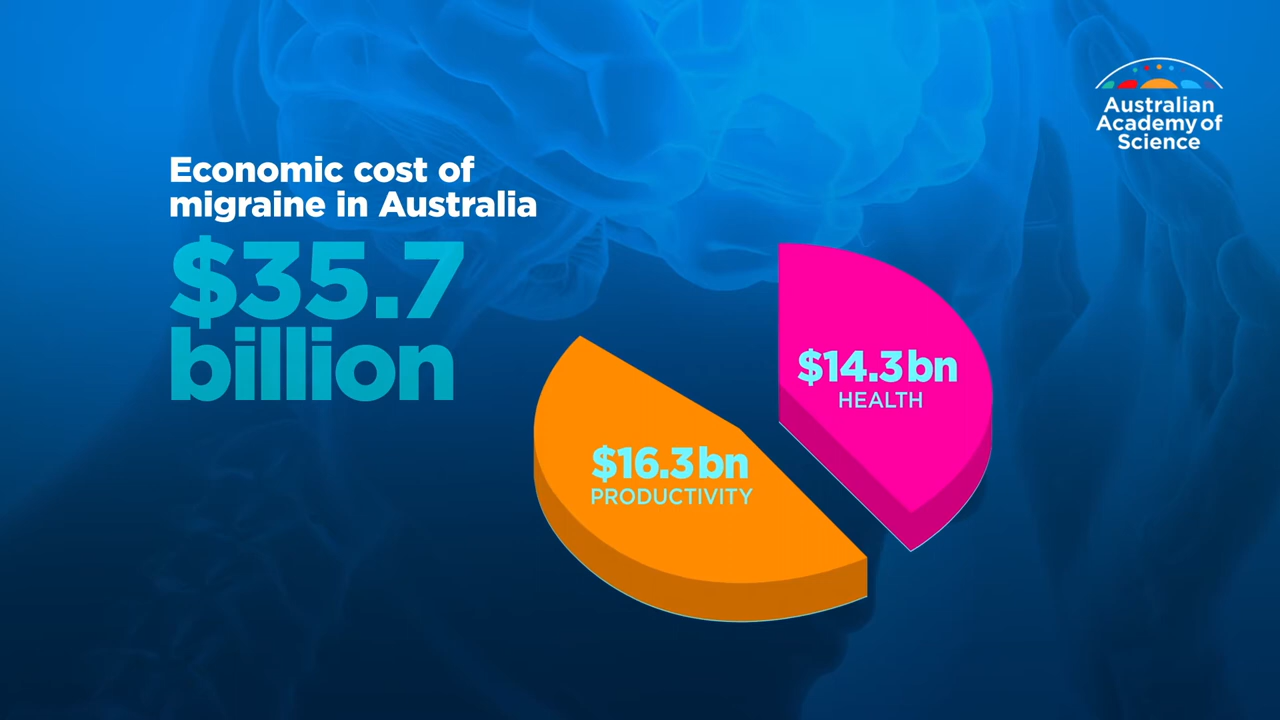 Australian
Academy of
Science
Economic cost of
migraine in Australia
$35.7
billion
$14.3bn
HEALTH
$16.3bn
PRODUCTIVITY